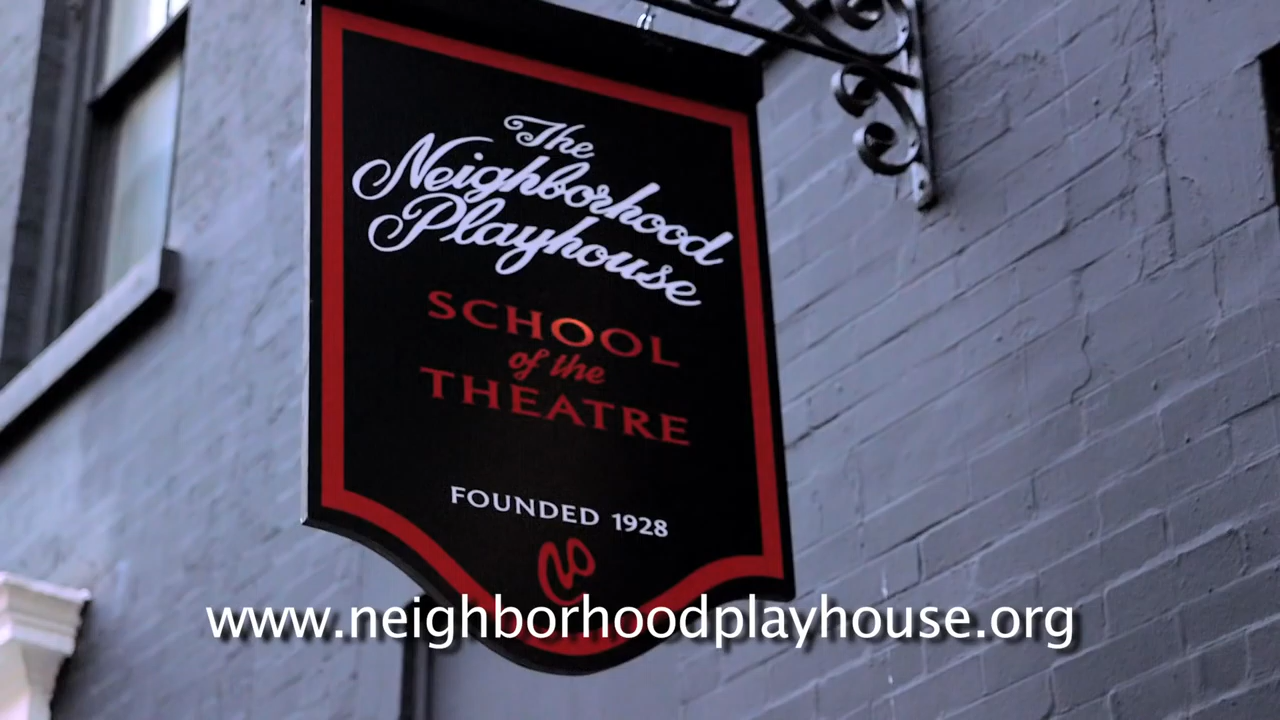 The
Neighborhood
Playhouse
SCHOOL
of the
THEATRE
FOUNDED 1928
www.neighborhoodplayhouse.org